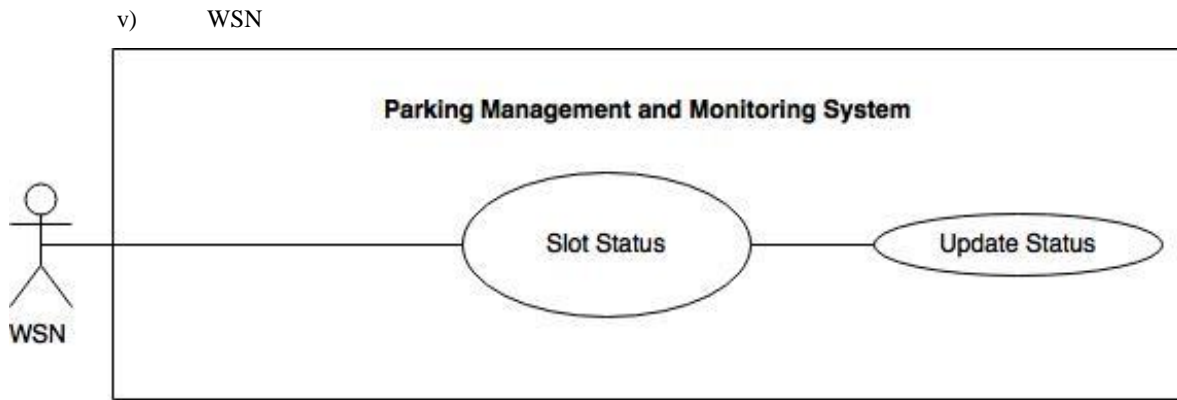 v) WSN
Parking Management and Monitoring System
Slot Status
Update Status
WSN